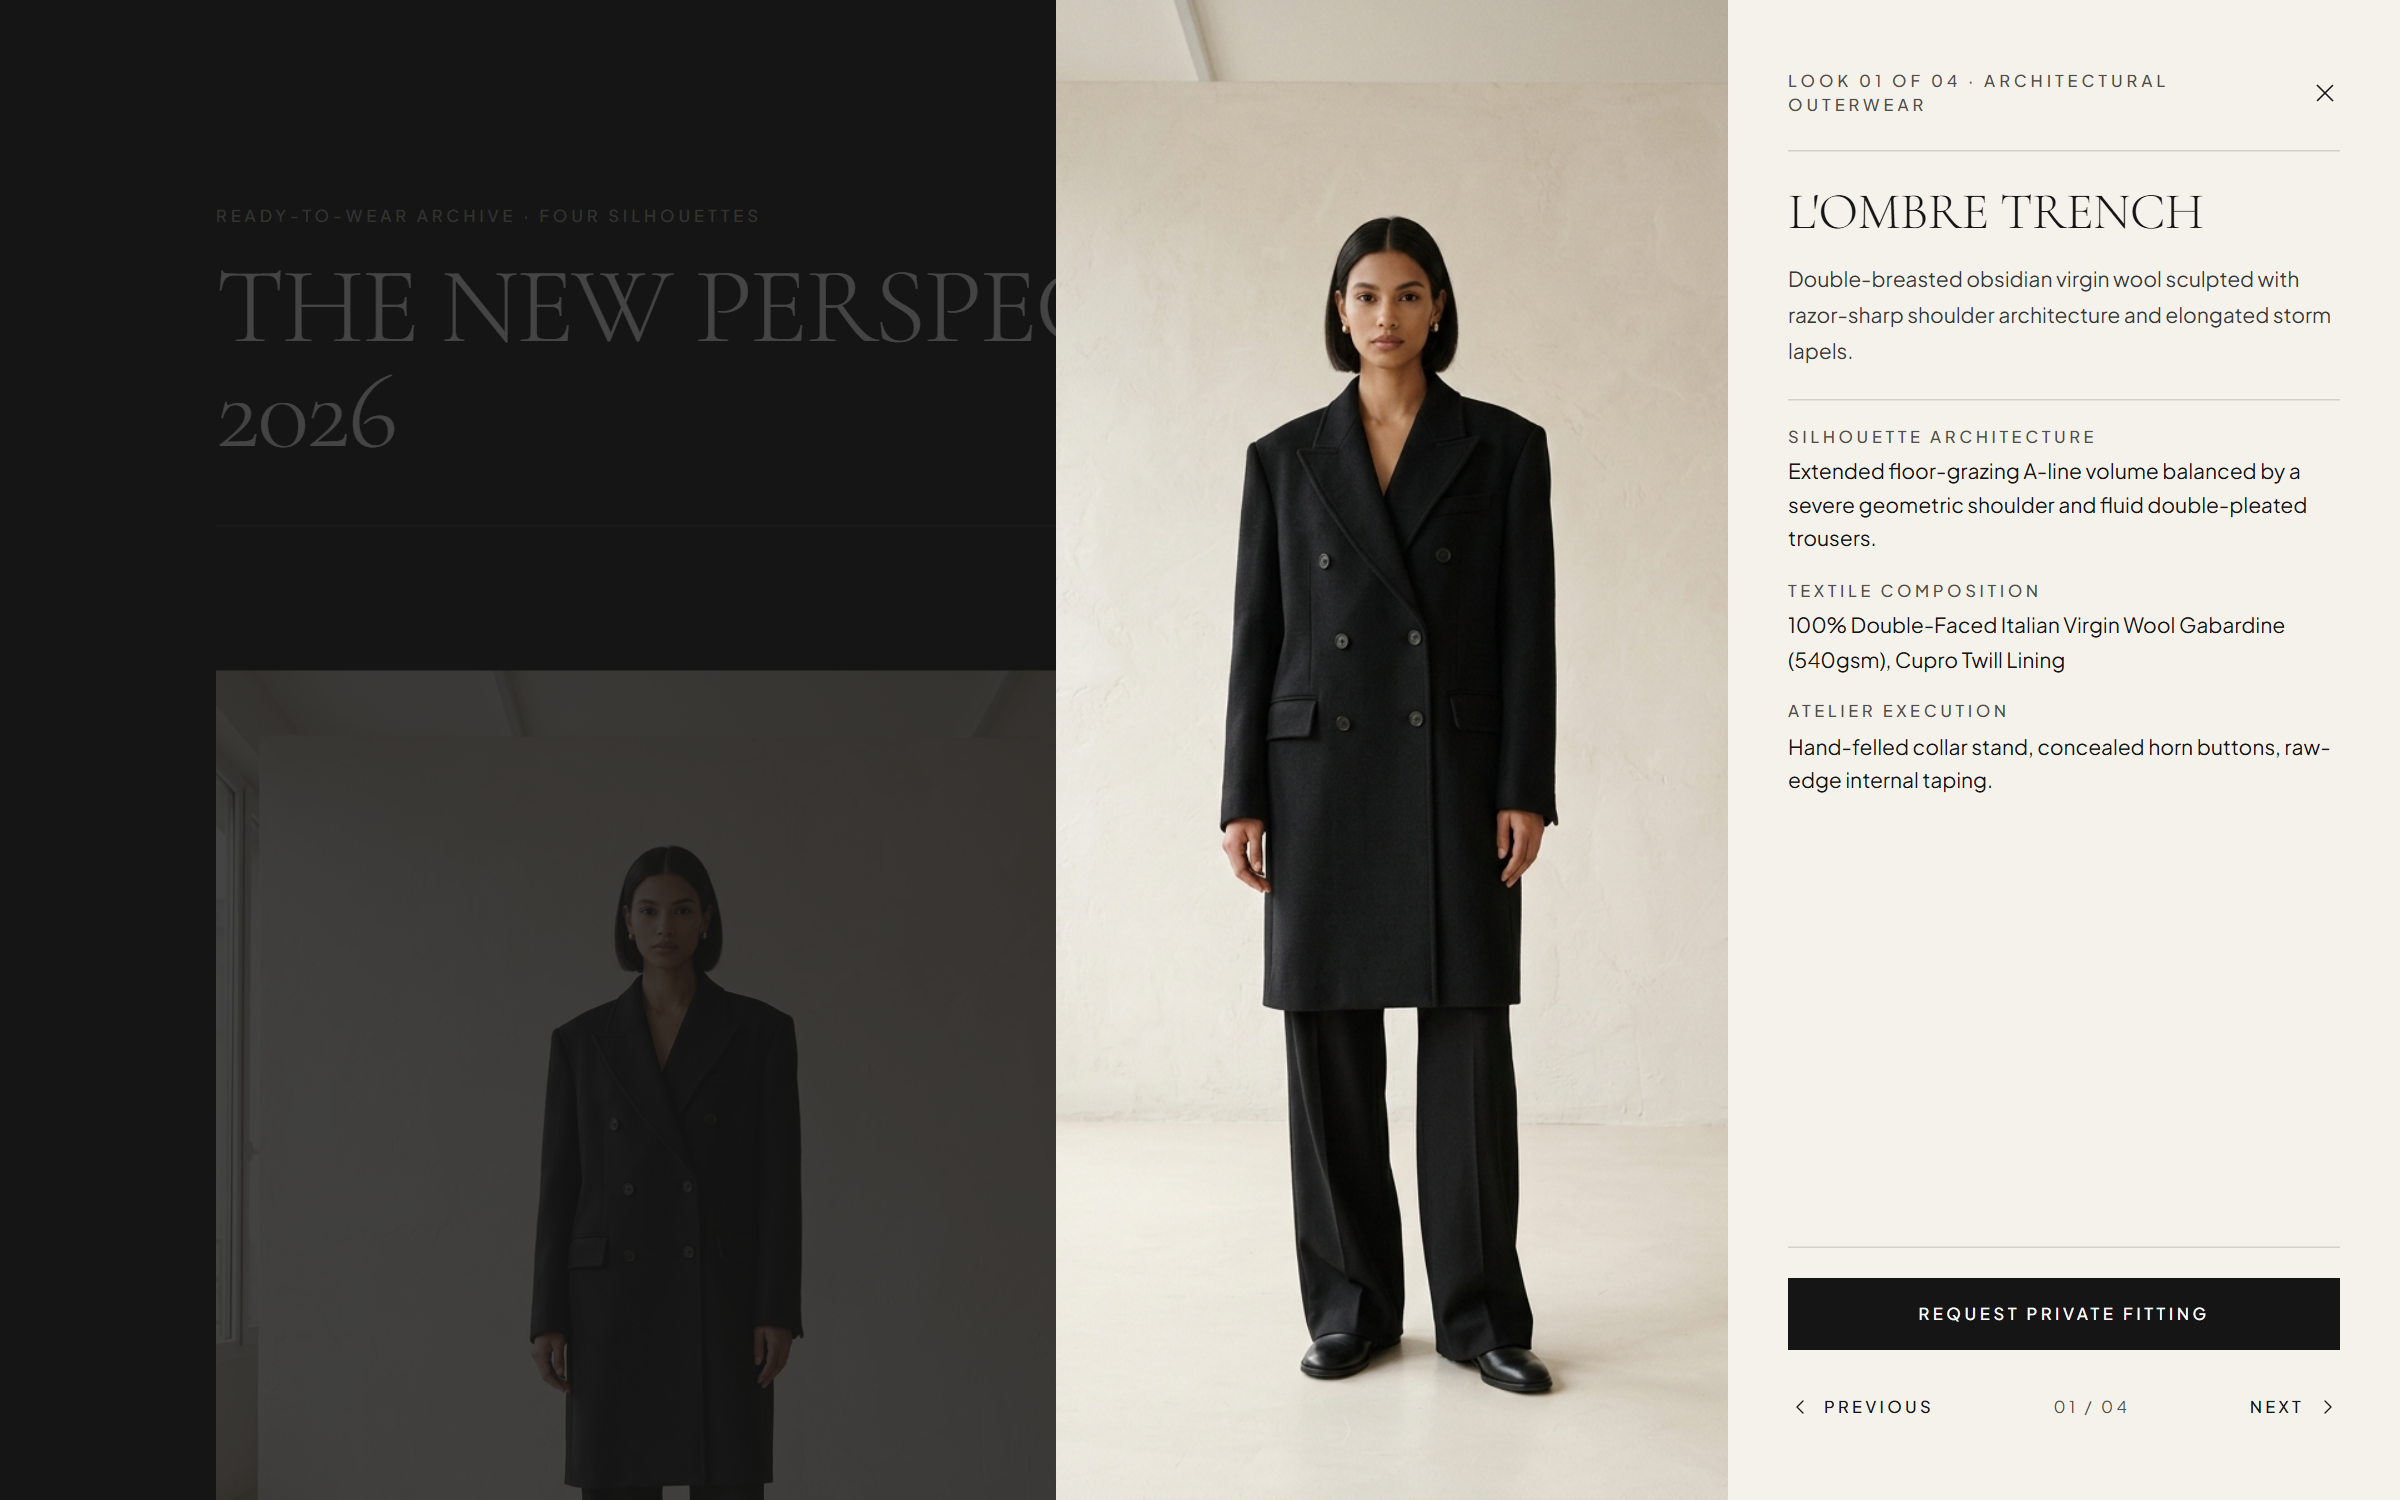 READY-TO-WEAR ARCHIVE · FOUR SILHOUETTES
THE NEW PERSPEC
2026
LOOK 01 OF 04 · ARCHITECTURAL
OUTERWEAR
L'OMBRE TRENCH
Double-breasted obsidian virgin wool sculpted with
razor-sharp shoulder architecture and elongated storm
lapels.
SILHOUETTE ARCHITECTURE
Extended floor-grazing A-line volume balanced by a
severe geometric shoulder and fluid double-pleated
trousers.
TEXTILE COMPOSITION
100% Double-Faced Italian Virgin Wool Gabardine
(540gsm), Cupro Twill Lining
ATELIER EXECUTION
Hand-felled collar stand, concealed horn buttons, raw-
edge internal taping.
REQUEST PRIVATE FITTING
PREVIOUS
01 / 04
NEXT